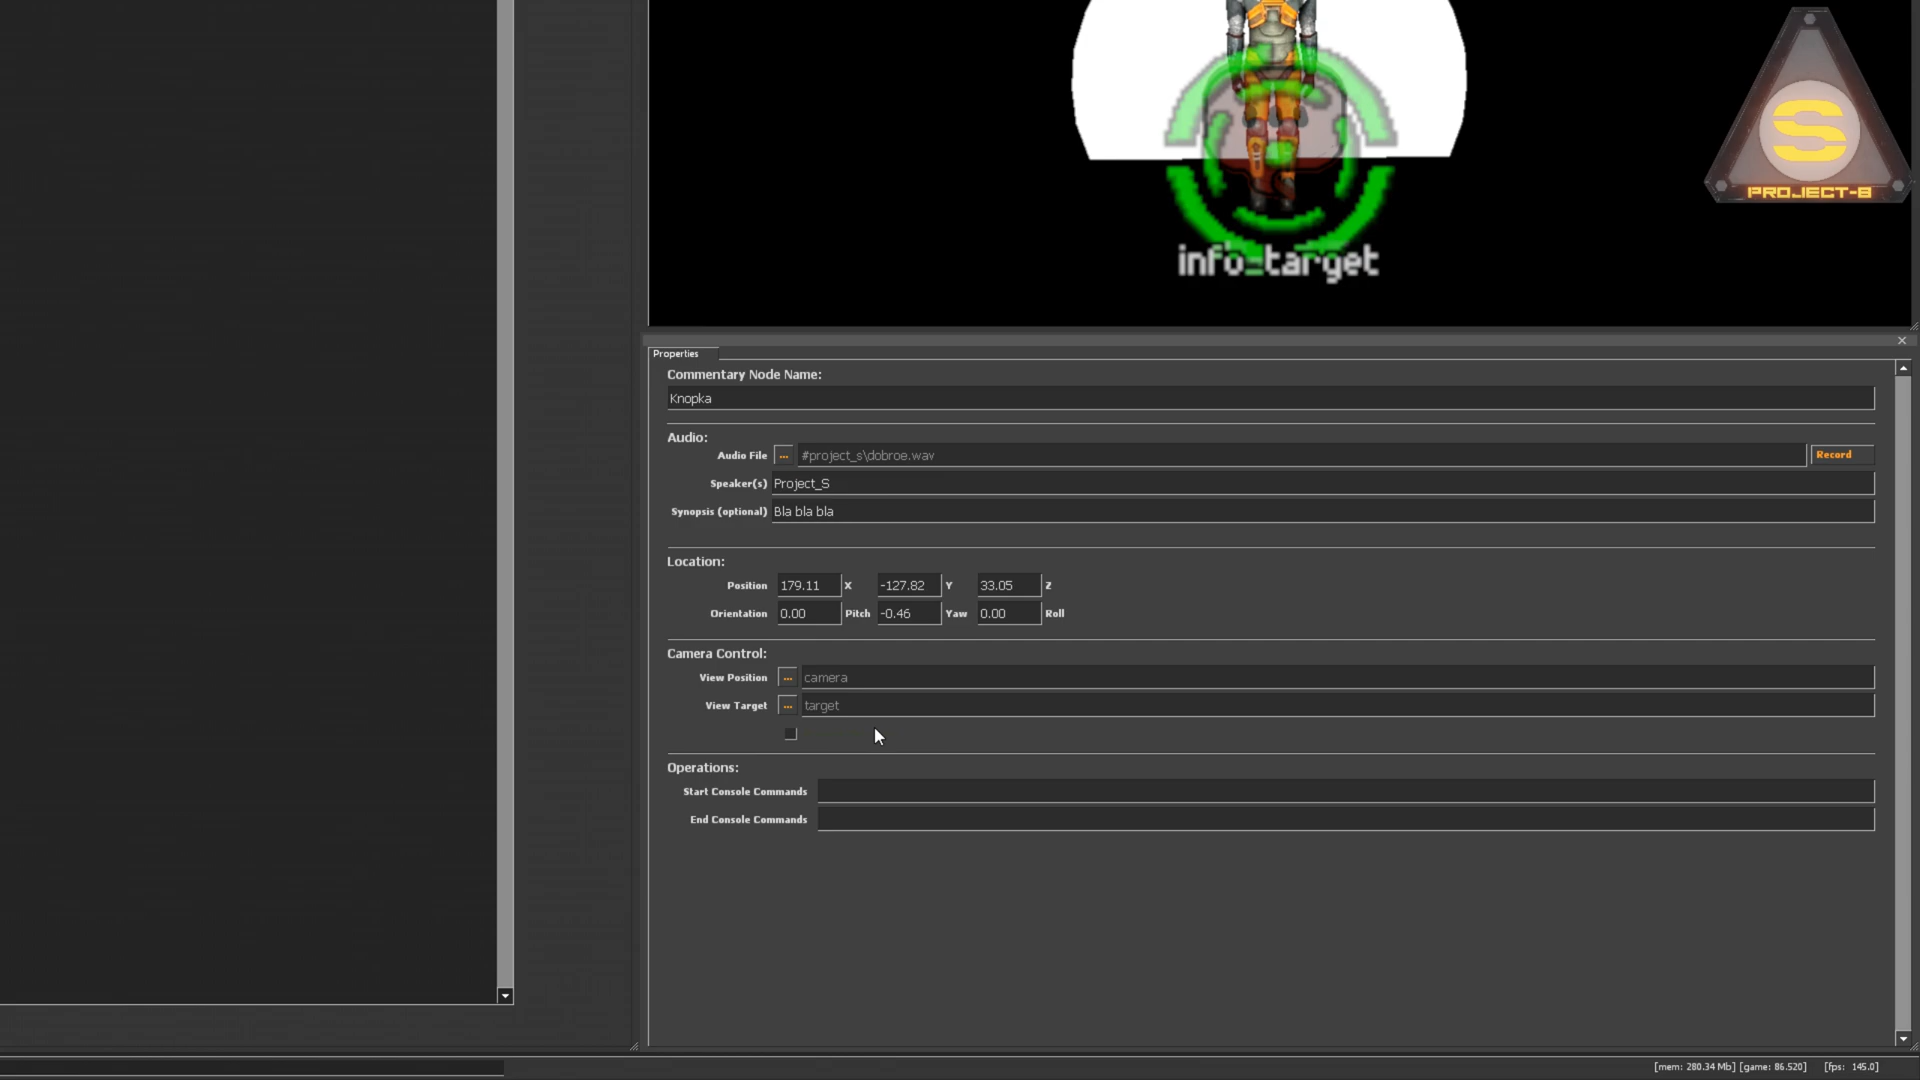 S
PROJECT-S
info_target
Properties
Commentary Node Name:
Knopka
Audio:
Audio File ... #project_s\dobroe.wav Record
Speaker(s) Project_S
Synopsis (optional) Bla bla bla
Location:
Position 179.11 X -127.82 Y 33.05 Z
Orientation 0.00 Pitch -0.46 Yaw 0.00 Roll
Camera Control:
View Position ... camera
View Target ... target
Operations:
Start Console Commands
End Console Commands
[mem: 280.34 Mb] [game: 86.520] [fps: 145.0]